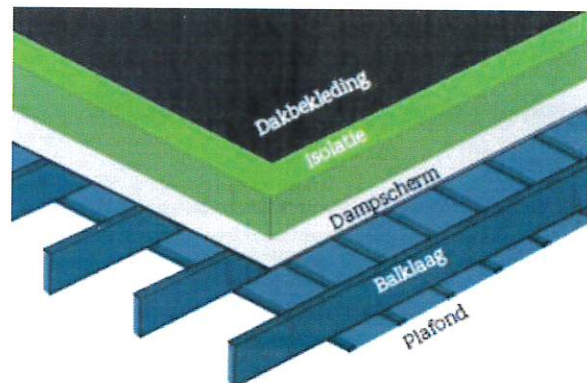 Dakbekleding
isolatie
Dampscherm
Balklaag
Plafond